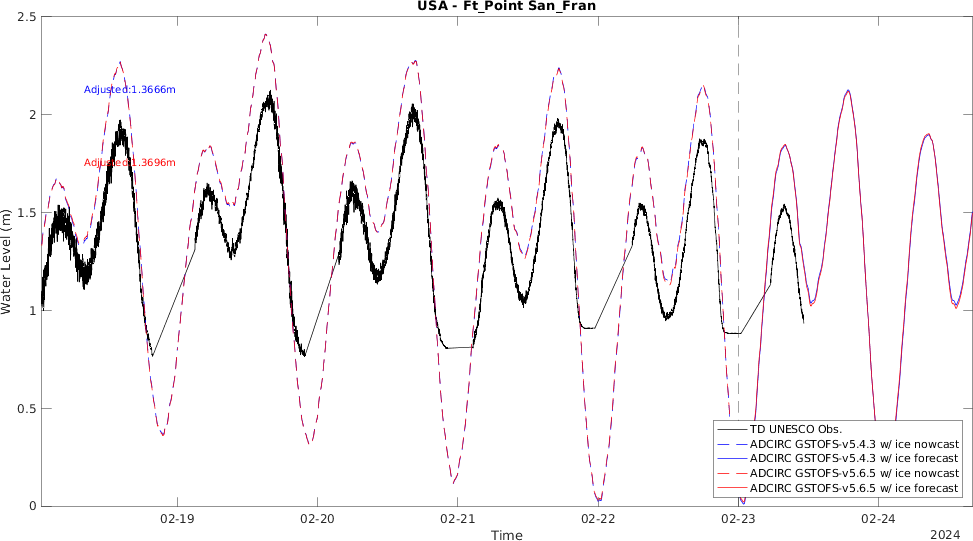 USA - Ft_Point San_Fran
2.5
2
1.5
1
0.5
0
Water Level (m)
Adjusted:1.3666m
Adjusted:1.3696m
TD UNESCO Obs.
ADCIRC GSTOFS-v5.4.3 w/ ice nowcast
ADCIRC GSTOFS-v5.4.3 w/ ice forecast
ADCIRC GSTOFS-v5.6.5 w/ ice nowcast
ADCIRC GSTOFS-v5.6.5 w/ ice forecast
02-19
02-20
02-21
02-22
02-23
02-24
Time
2024